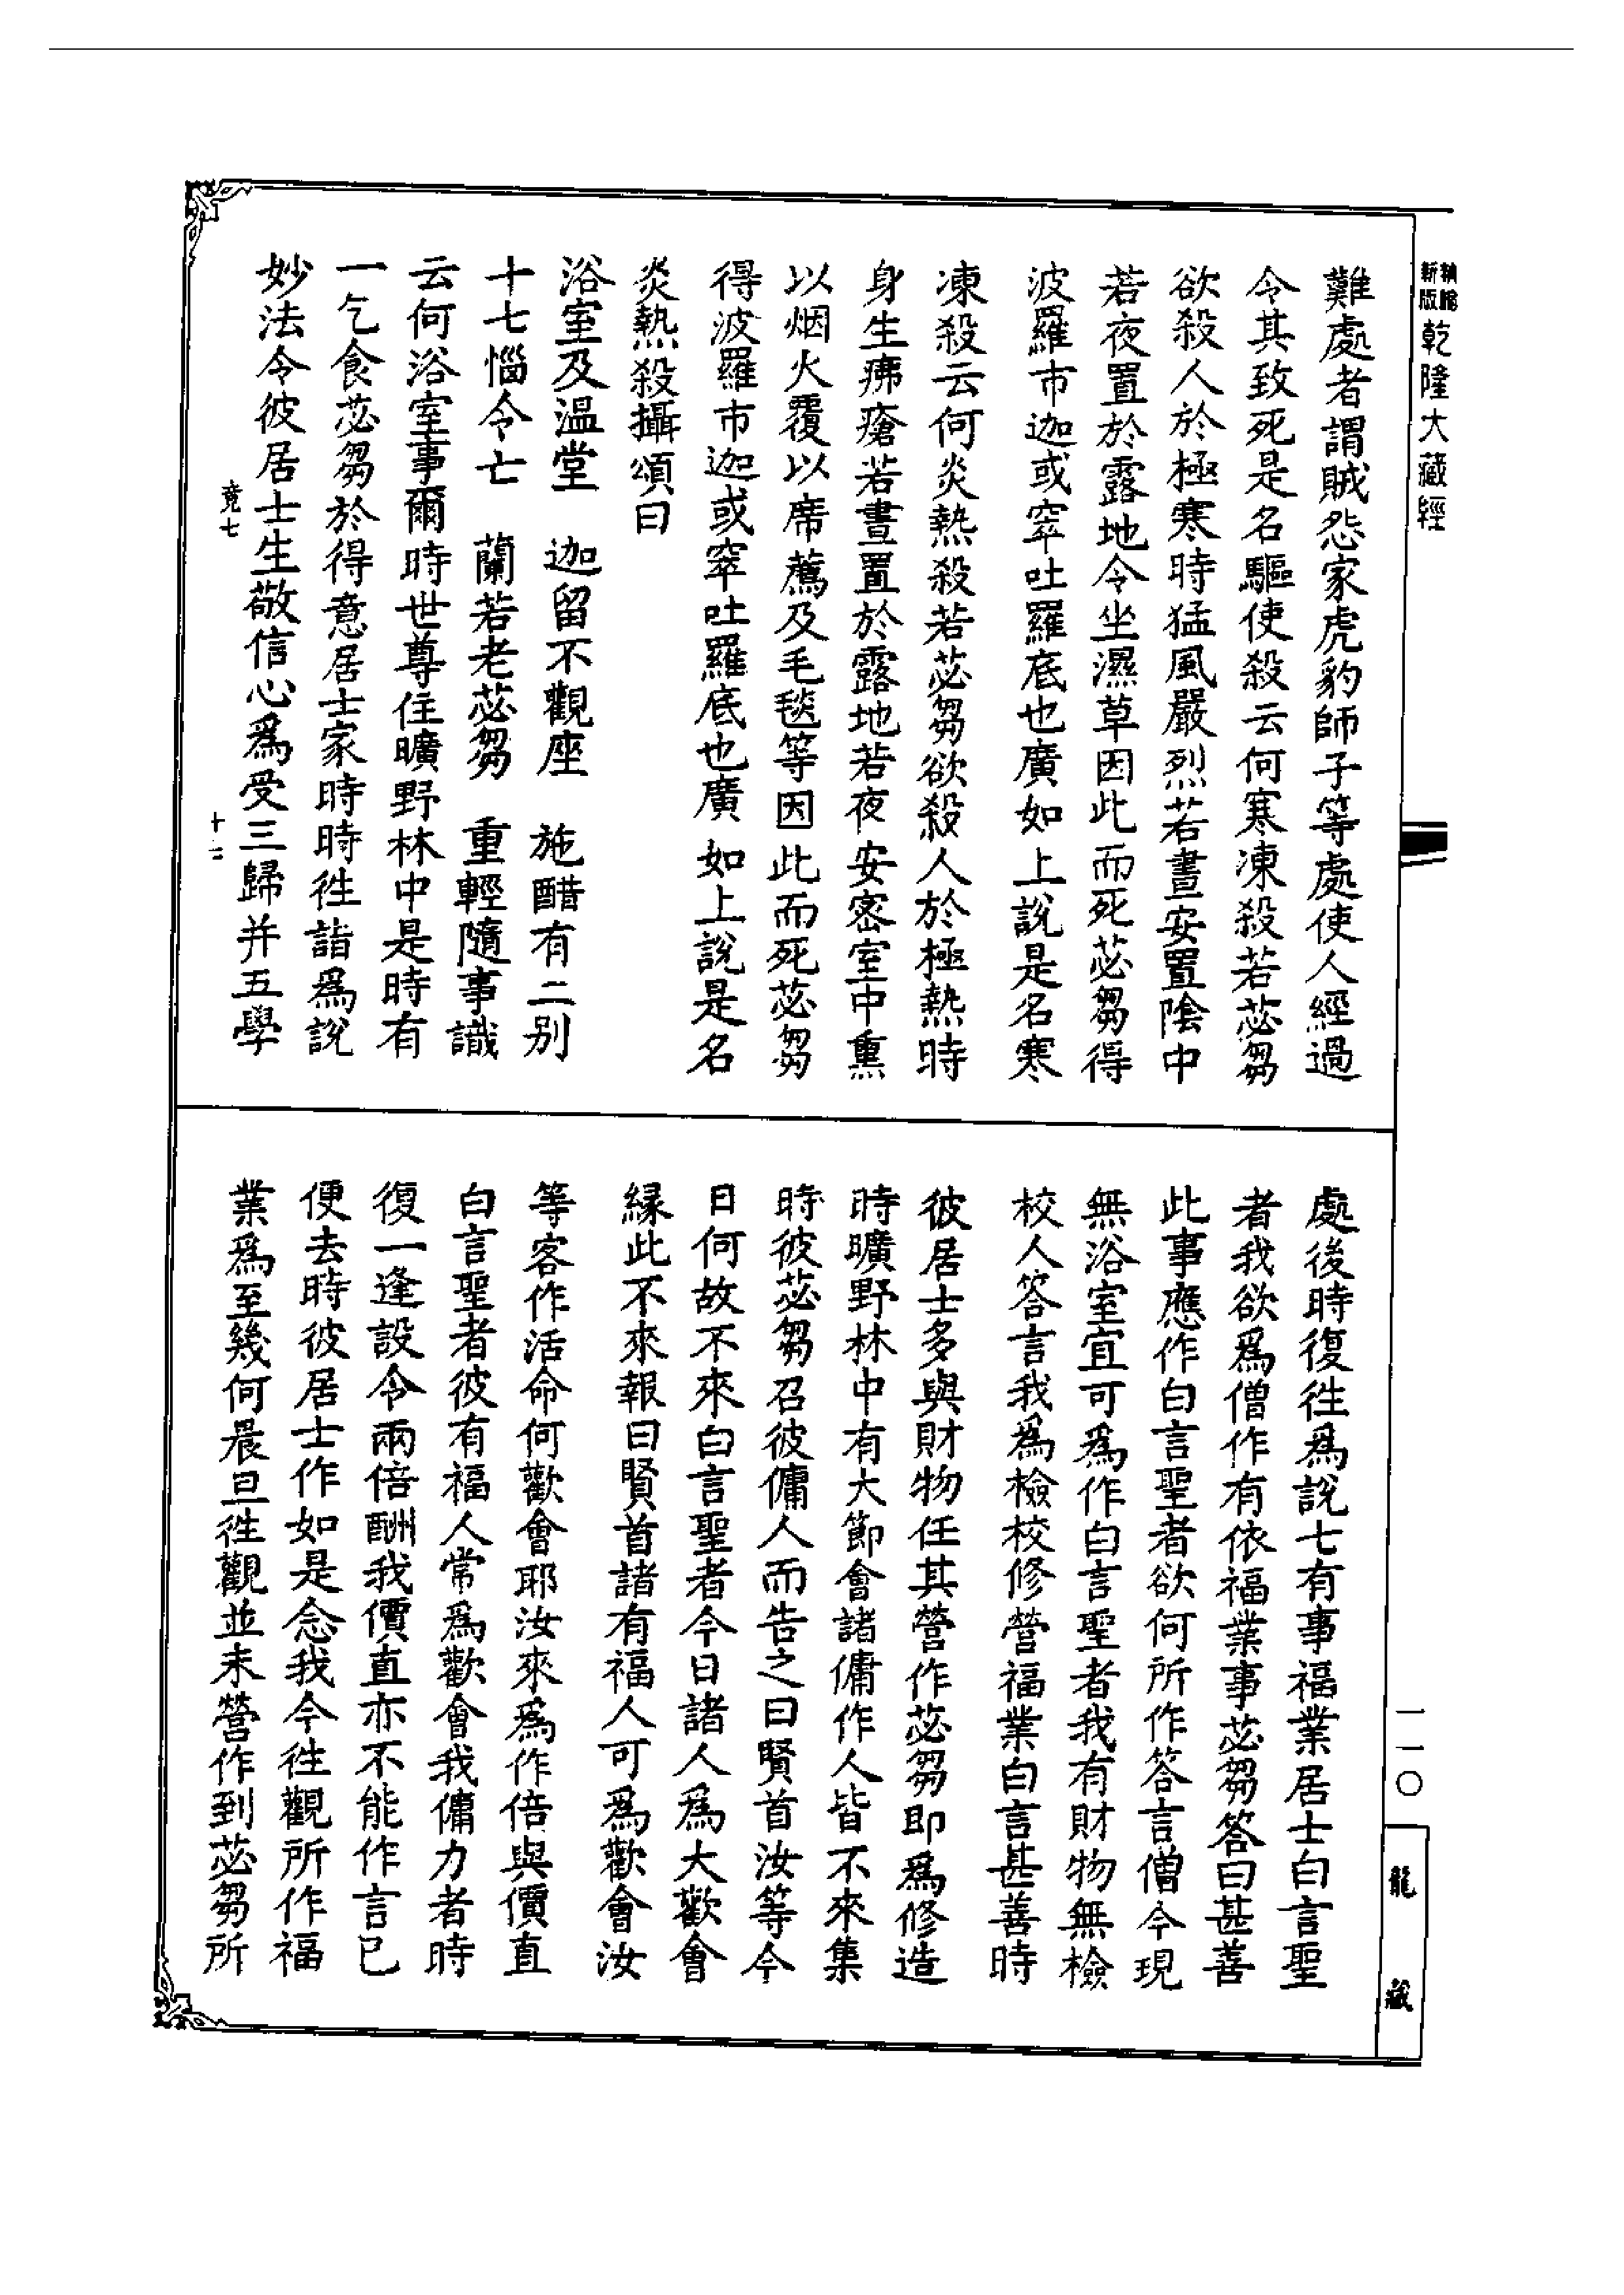 新版
乾隆大藏經
難處者謂賊怨家虎豹師子等處使人經過
令其致死是名驅使殺云何寒凍殺若苾芻
欲殺人於極寒時猛風嚴烈若晝安置陰中
若夜置於露地令坐濕草因此而死苾芻得
波羅市迦或窣吐羅底也廣如上說是名寒
凍殺云何炎熱殺若苾芻欲殺人於極熱時
身生疿瘡若晝置於露地若夜安密室中熏
以烟火覆以席薦及毛毯等因此而死苾芻
得波羅市迦或窣吐羅底也廣如上說是名
炎熱殺攝頌曰
浴室及温堂　迦留不觀座　施醋有二別
十七惱令亡　蘭若老苾芻　重輕隨事識
云何浴室事爾時世尊住曠野林中是時有
一乞食苾芻於得意居士家時時徃詣爲說
妙法令彼居士生敬信心爲受三歸并五學
竟七
處後時復徃爲說七有事福業居士白言聖
者我欲爲僧作有依福業事苾芻答曰甚善
此事應作白言聖者欲何所作答言僧今現
無浴室宜可爲作白言聖者我有財物無檢
校人答言我爲檢校修營福業白言甚善時
彼居士多與財物任其營作苾芻即爲修造
時曠野林中有大節會諸傭作人皆不來集
時彼苾芻召彼傭人而告之曰賢首汝等今
日何故不來白言聖者今日諸人爲大歡會
縁此不來報曰賢首諸有福人可爲歡會汝
等客作活命何歡會耶汝來爲作倍與價直
白言聖者彼有福人常爲歡會我傭力者時
復一逢設令兩倍酬我價直亦不能作言已
便去時彼居士作如是念我今徃觀所作福
業爲至幾何晨旦徃觀並未營作到苾芻所
一一〇
龍藏